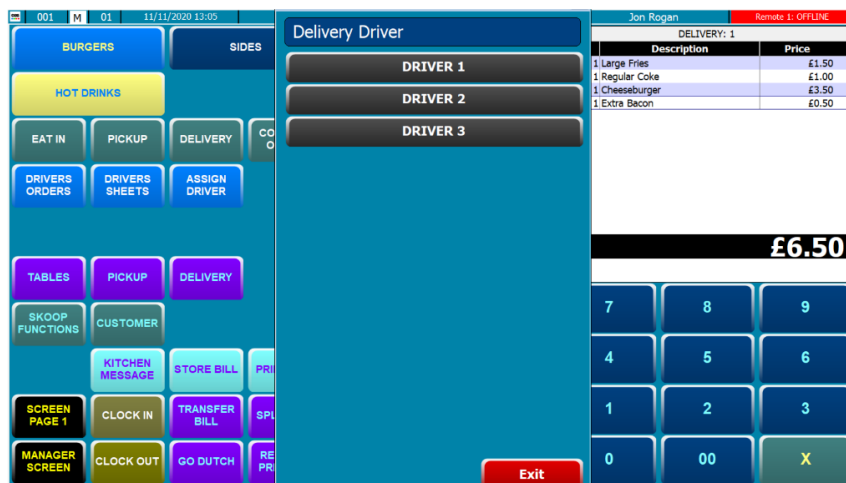 001 M 01 11/11/2020 13:05
Jon Rogan
Remote 1: OFFLINE
BURGERS
SIDES
HOT DRINKS
EAT IN
PICKUP
DELIVERY
DRIVERS
ORDERS
DRIVERS
SHEETS
ASSIGN
DRIVER
TABLES
PICKUP
DELIVERY
SKOOP
FUNCTIONS
CUSTOMER
KITCHEN
MESSAGE
STORE BILL
SCREEN
PAGE 1
CLOCK IN
TRANSFER
BILL
MANAGER
SCREEN
CLOCK OUT
GO DUTCH
Delivery Driver
DRIVER 1
DRIVER 2
DRIVER 3
Exit
DELIVERY: 1
Description Price
1 Large Fries £1.50
1 Regular Coke £1.00
1 Cheeseburger £3.50
1 Extra Bacon £0.50
£6.50
7 8 9
4 5 6
1 2 3
0 00 X